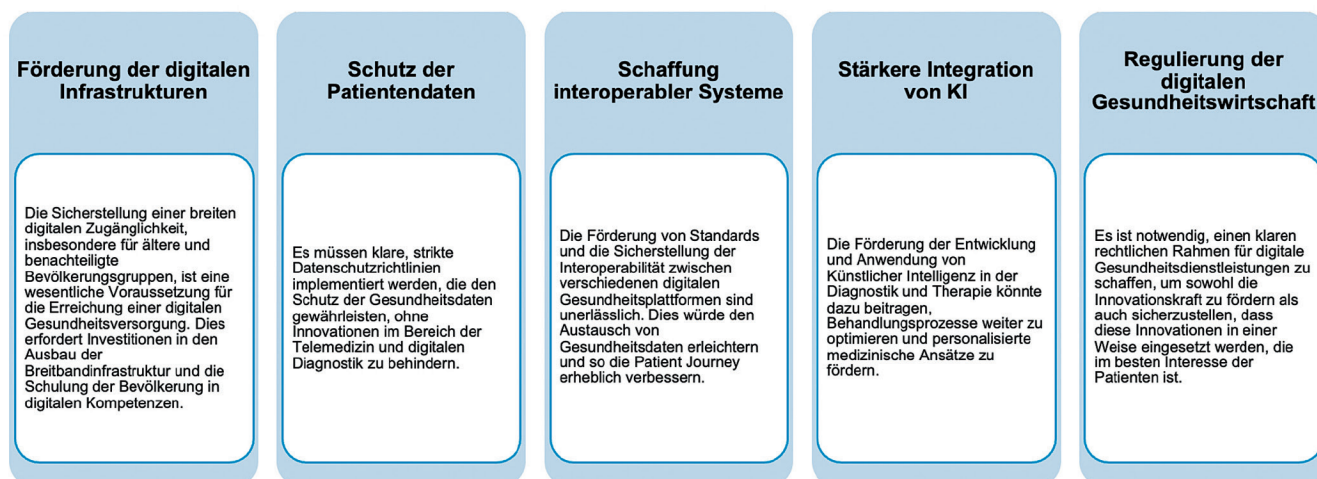 Förderung der digitalen
Infrastrukturen
Die Sicherstellung einer breiten
digitalen Zugänglichkeit,
insbesondere für ältere und
benachteiligte
Bevölkerungsgruppen, ist eine
wesentliche Voraussetzung für
die Erreichung einer digitalen
Gesundheitsversorgung. Dies
erfordert Investitionen in den
Ausbau der
Breitbandinfrastruktur und die
Schulung der Bevölkerung in
digitalen Kompetenzen.
Schutz der
Patientendaten
Es müssen klare, strikte
Datenschutzrichtlinien
implementiert werden, die den
Schutz der Gesundheitsdaten
gewährleisten, ohne
Innovationen im Bereich der
Telemedizin und digitalen
Diagnostik zu behindern.
Schaffung
interoperabler Systeme
Die Förderung von Standards
und die Sicherstellung der
Interoperabilität zwischen
verschiedenen digitalen
Gesundheitsplattformen sind
unerlässlich. Dies würde den
Austausch von
Gesundheitsdaten erleichtern
und so die Patient Journey
erheblich verbessern.
Stärkere Integration
von KI
Die Förderung der Entwicklung
und Anwendung von
Künstlicher Intelligenz in der
Diagnostik und Therapie könnte
dazu beitragen,
Behandlungsprozesse weiter zu
optimieren und personalisierte
medizinische Ansätze zu
fördern.
Regulierung der
digitalen
Gesundheitswirtschaft
Es ist notwendig, einen klaren
rechtlichen Rahmen für digitale
Gesundheitsdienstleistungen zu
schaffen, um sowohl die
Innovationskraft zu fördern als
auch sicherzustellen, dass
diese Innovationen in einer
Weise eingesetzt werden, die
im besten Interesse der
Patienten ist.